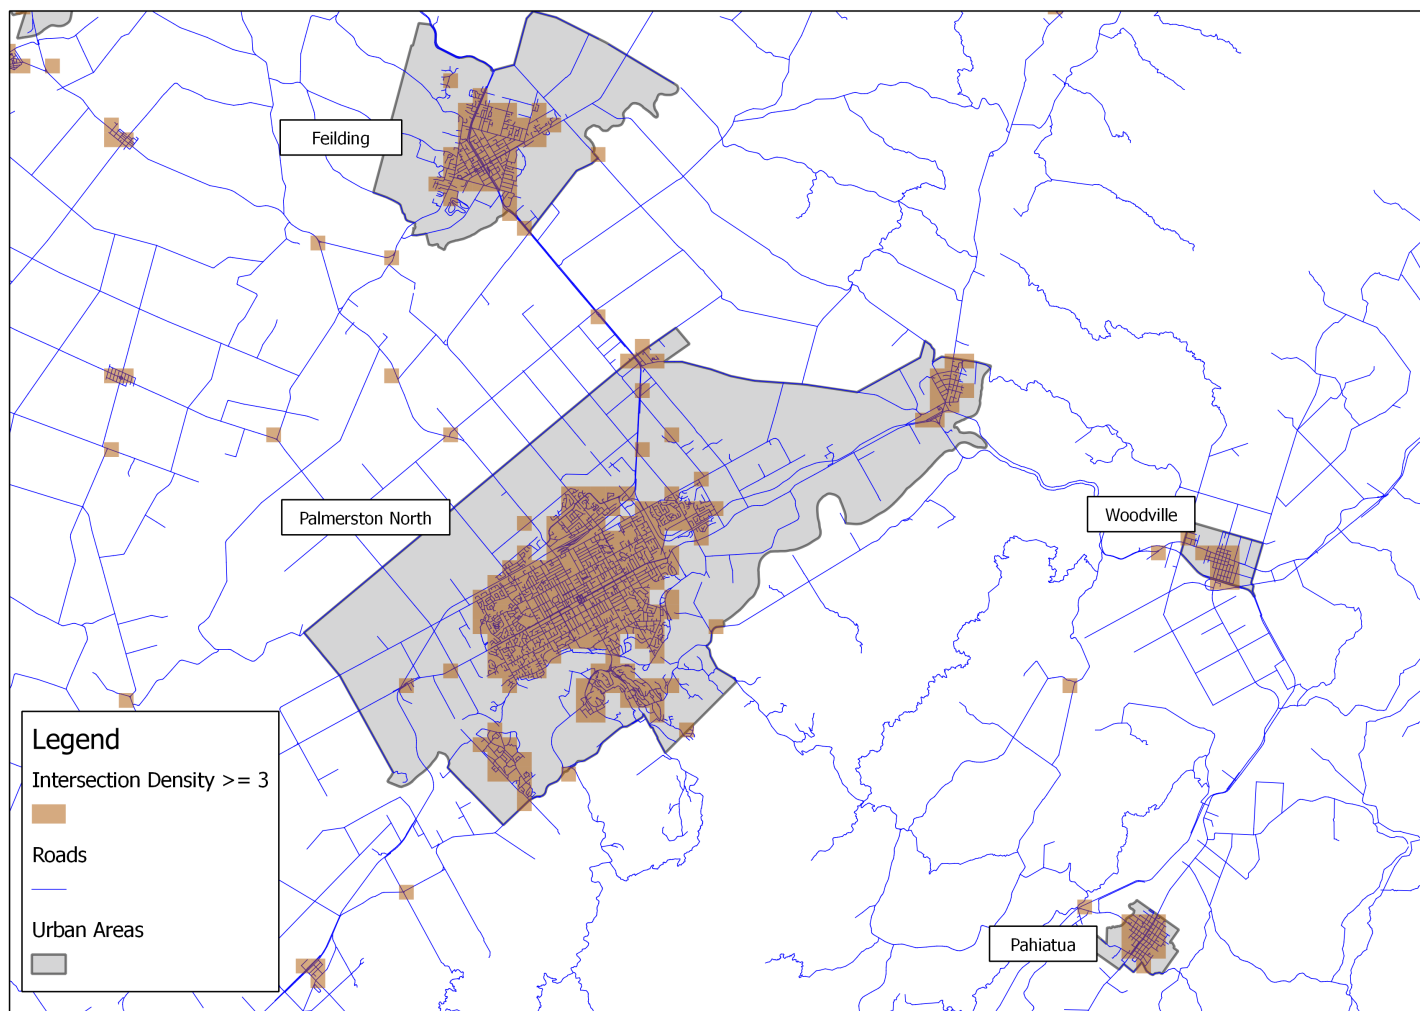 Feilding
Palmerston North
Woodville
Pahiatua
Legend
Intersection Density >= 3
Roads
Urban Areas